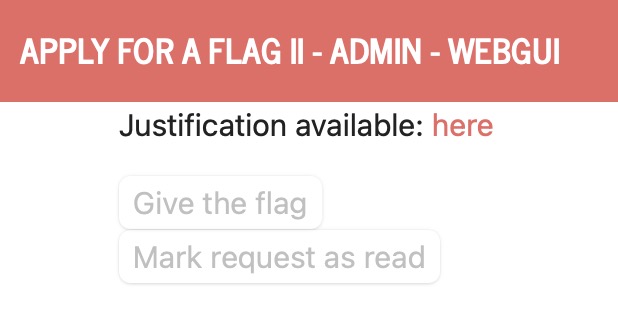 APPLY FOR A FLAG II - ADMIN - WEBGUI
Justification available: here
Give the flag
Mark request as read